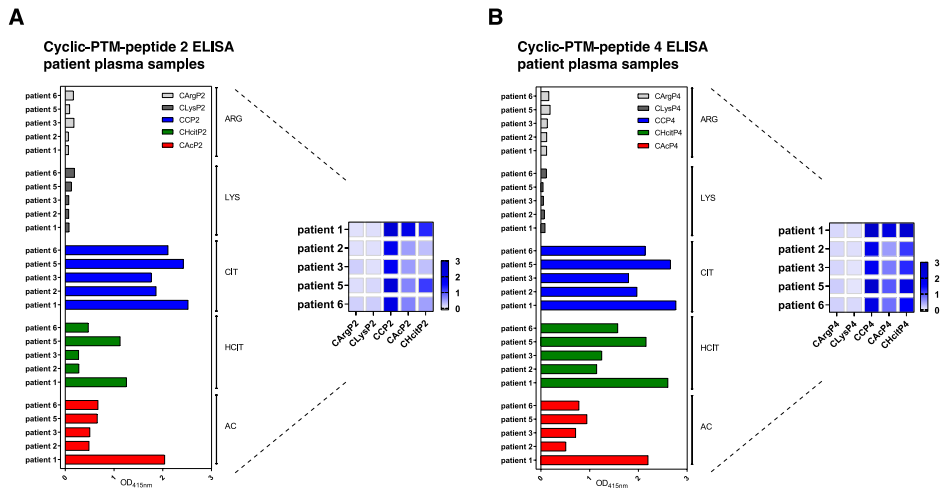 A
Cyclic-PTM-peptide 2 ELISA
patient plasma samples
patient 6
patient 5
patient 3
patient 2
patient 1
patient 6
patient 5
patient 3
patient 2
patient 1
patient 6
patient 5
patient 3
patient 2
patient 1
patient 6
patient 5
patient 3
patient 2
patient 1
patient 6
patient 5
patient 3
patient 2
patient 1
CArgP2
CLysP2
CCP2
CHcitP2
CAcP2
ARG
LYS
CIT
HCIT
AC
0 1 2 3
OD415nm
patient 1
patient 2
patient 3
patient 5
patient 6
CArgP2 CLysP2 CCP2 CAcP2 CHcitP2
3
2
1
0
B
Cyclic-PTM-peptide 4 ELISA
patient plasma samples
patient 6
patient 5
patient 3
patient 2
patient 1
patient 6
patient 5
patient 3
patient 2
patient 1
patient 6
patient 5
patient 3
patient 2
patient 1
patient 6
patient 5
patient 3
patient 2
patient 1
patient 6
patient 5
patient 3
patient 2
patient 1
CArgP4
CLysP4
CCP4
CHcitP4
CAcP4
ARG
LYS
CIT
HCIT
AC
0 1 2 3
OD415nm
patient 1
patient 2
patient 3
patient 5
patient 6
CArgP4 CLysP4 CCP4 CAcP4 CHcitP4
3
2
1
0